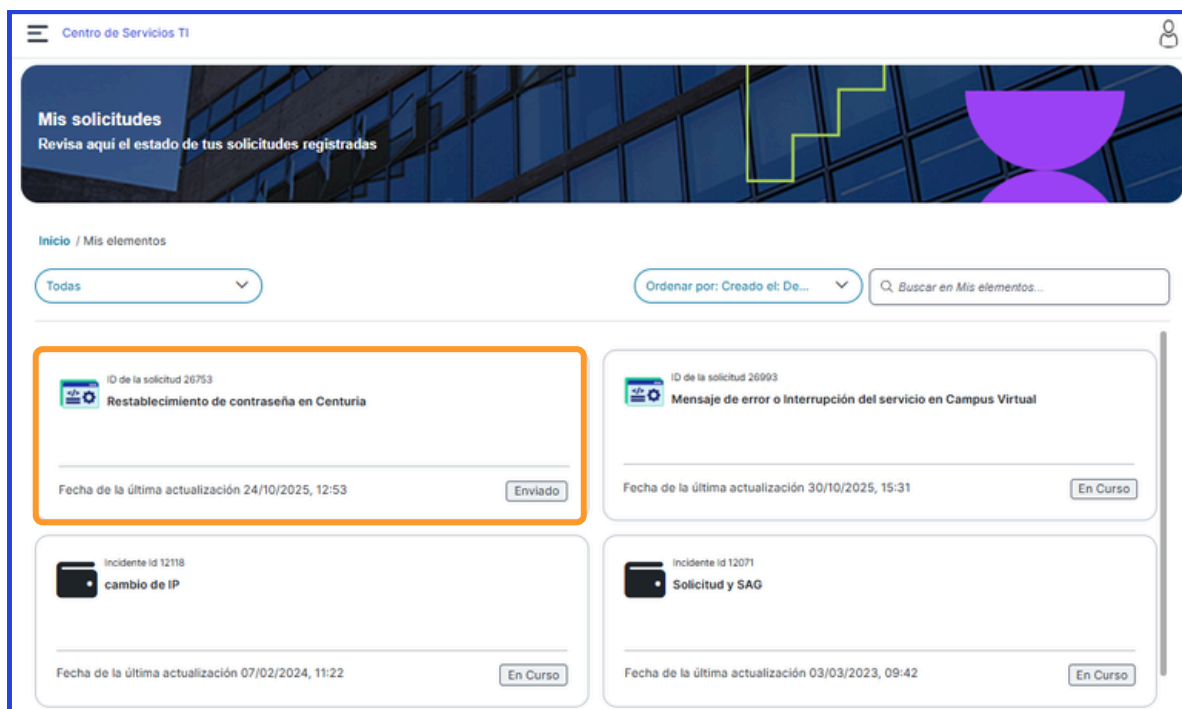 Centro de Servicios TI
Mis solicitudes
Revisa aquí el estado de tus solicitudes registradas
Inicio / Mis elementos
Todas
Ordenar por: Creado el: De...
Buscar en Mis elementos...
ID de la solicitud 26753
Restablecimiento de contraseña en Centuria
Fecha de la última actualización 24/10/2025, 12:53
Enviado
ID de la solicitud 26993
Mensaje de error o Interrupción del servicio en Campus Virtual
Fecha de la última actualización 30/10/2025, 15:31
En Curso
Incidente Id 12118
cambio de IP
Fecha de la última actualización 07/02/2024, 11:22
En Curso
Incidente Id 12071
Solicitud y SAG
Fecha de la última actualización 03/03/2023, 09:42
En Curso